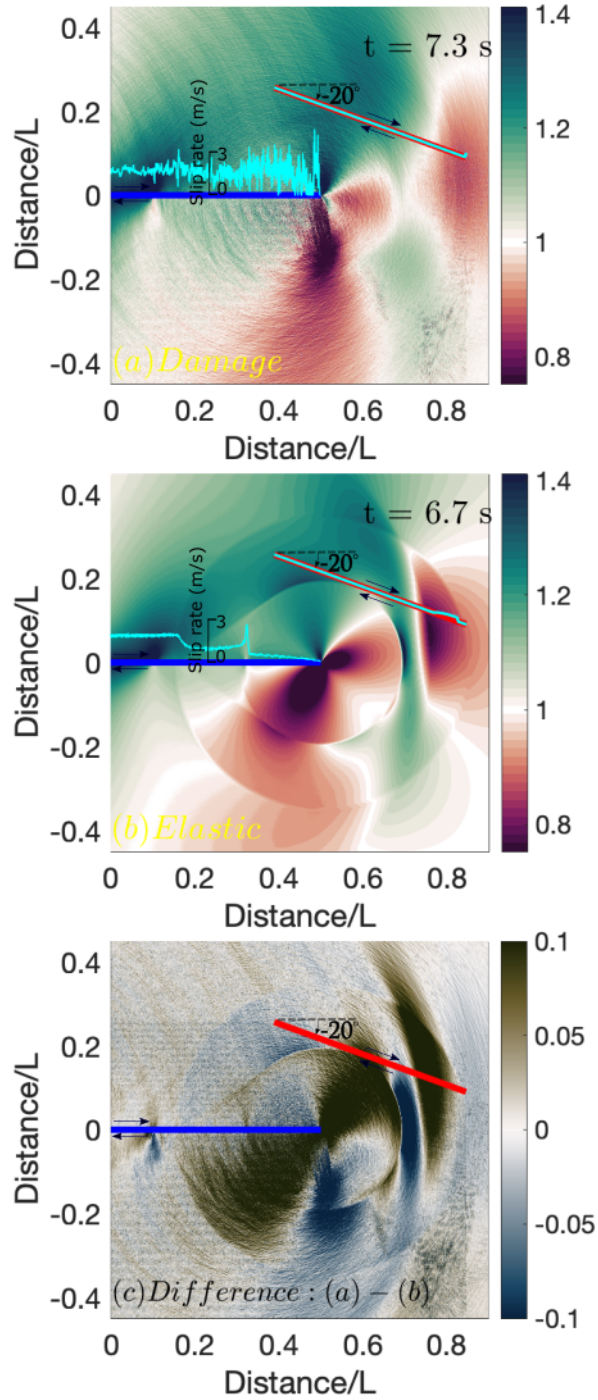 0.4
t = 7.3 s
1.4
0.2
-20°
Slip rate (m/s)
3
0
1.2
Distance/L
0
1
-0.2
-0.4
(a)Damage
0.8
0 0.2 0.4 0.6 0.8
Distance/L
0.4
t = 6.7 s
1.4
0.2
-20°
Slip rate (m/s)
3
0
1.2
Distance/L
0
1
-0.2
-0.4
(b)Elastic
0.8
0 0.2 0.4 0.6 0.8
Distance/L
0.4
0.1
0.2
-20°
0.05
Distance/L
0
0
-0.2
-0.05
-0.4
(c)Difference : (a) − (b)
-0.1
0 0.2 0.4 0.6 0.8
Distance/L